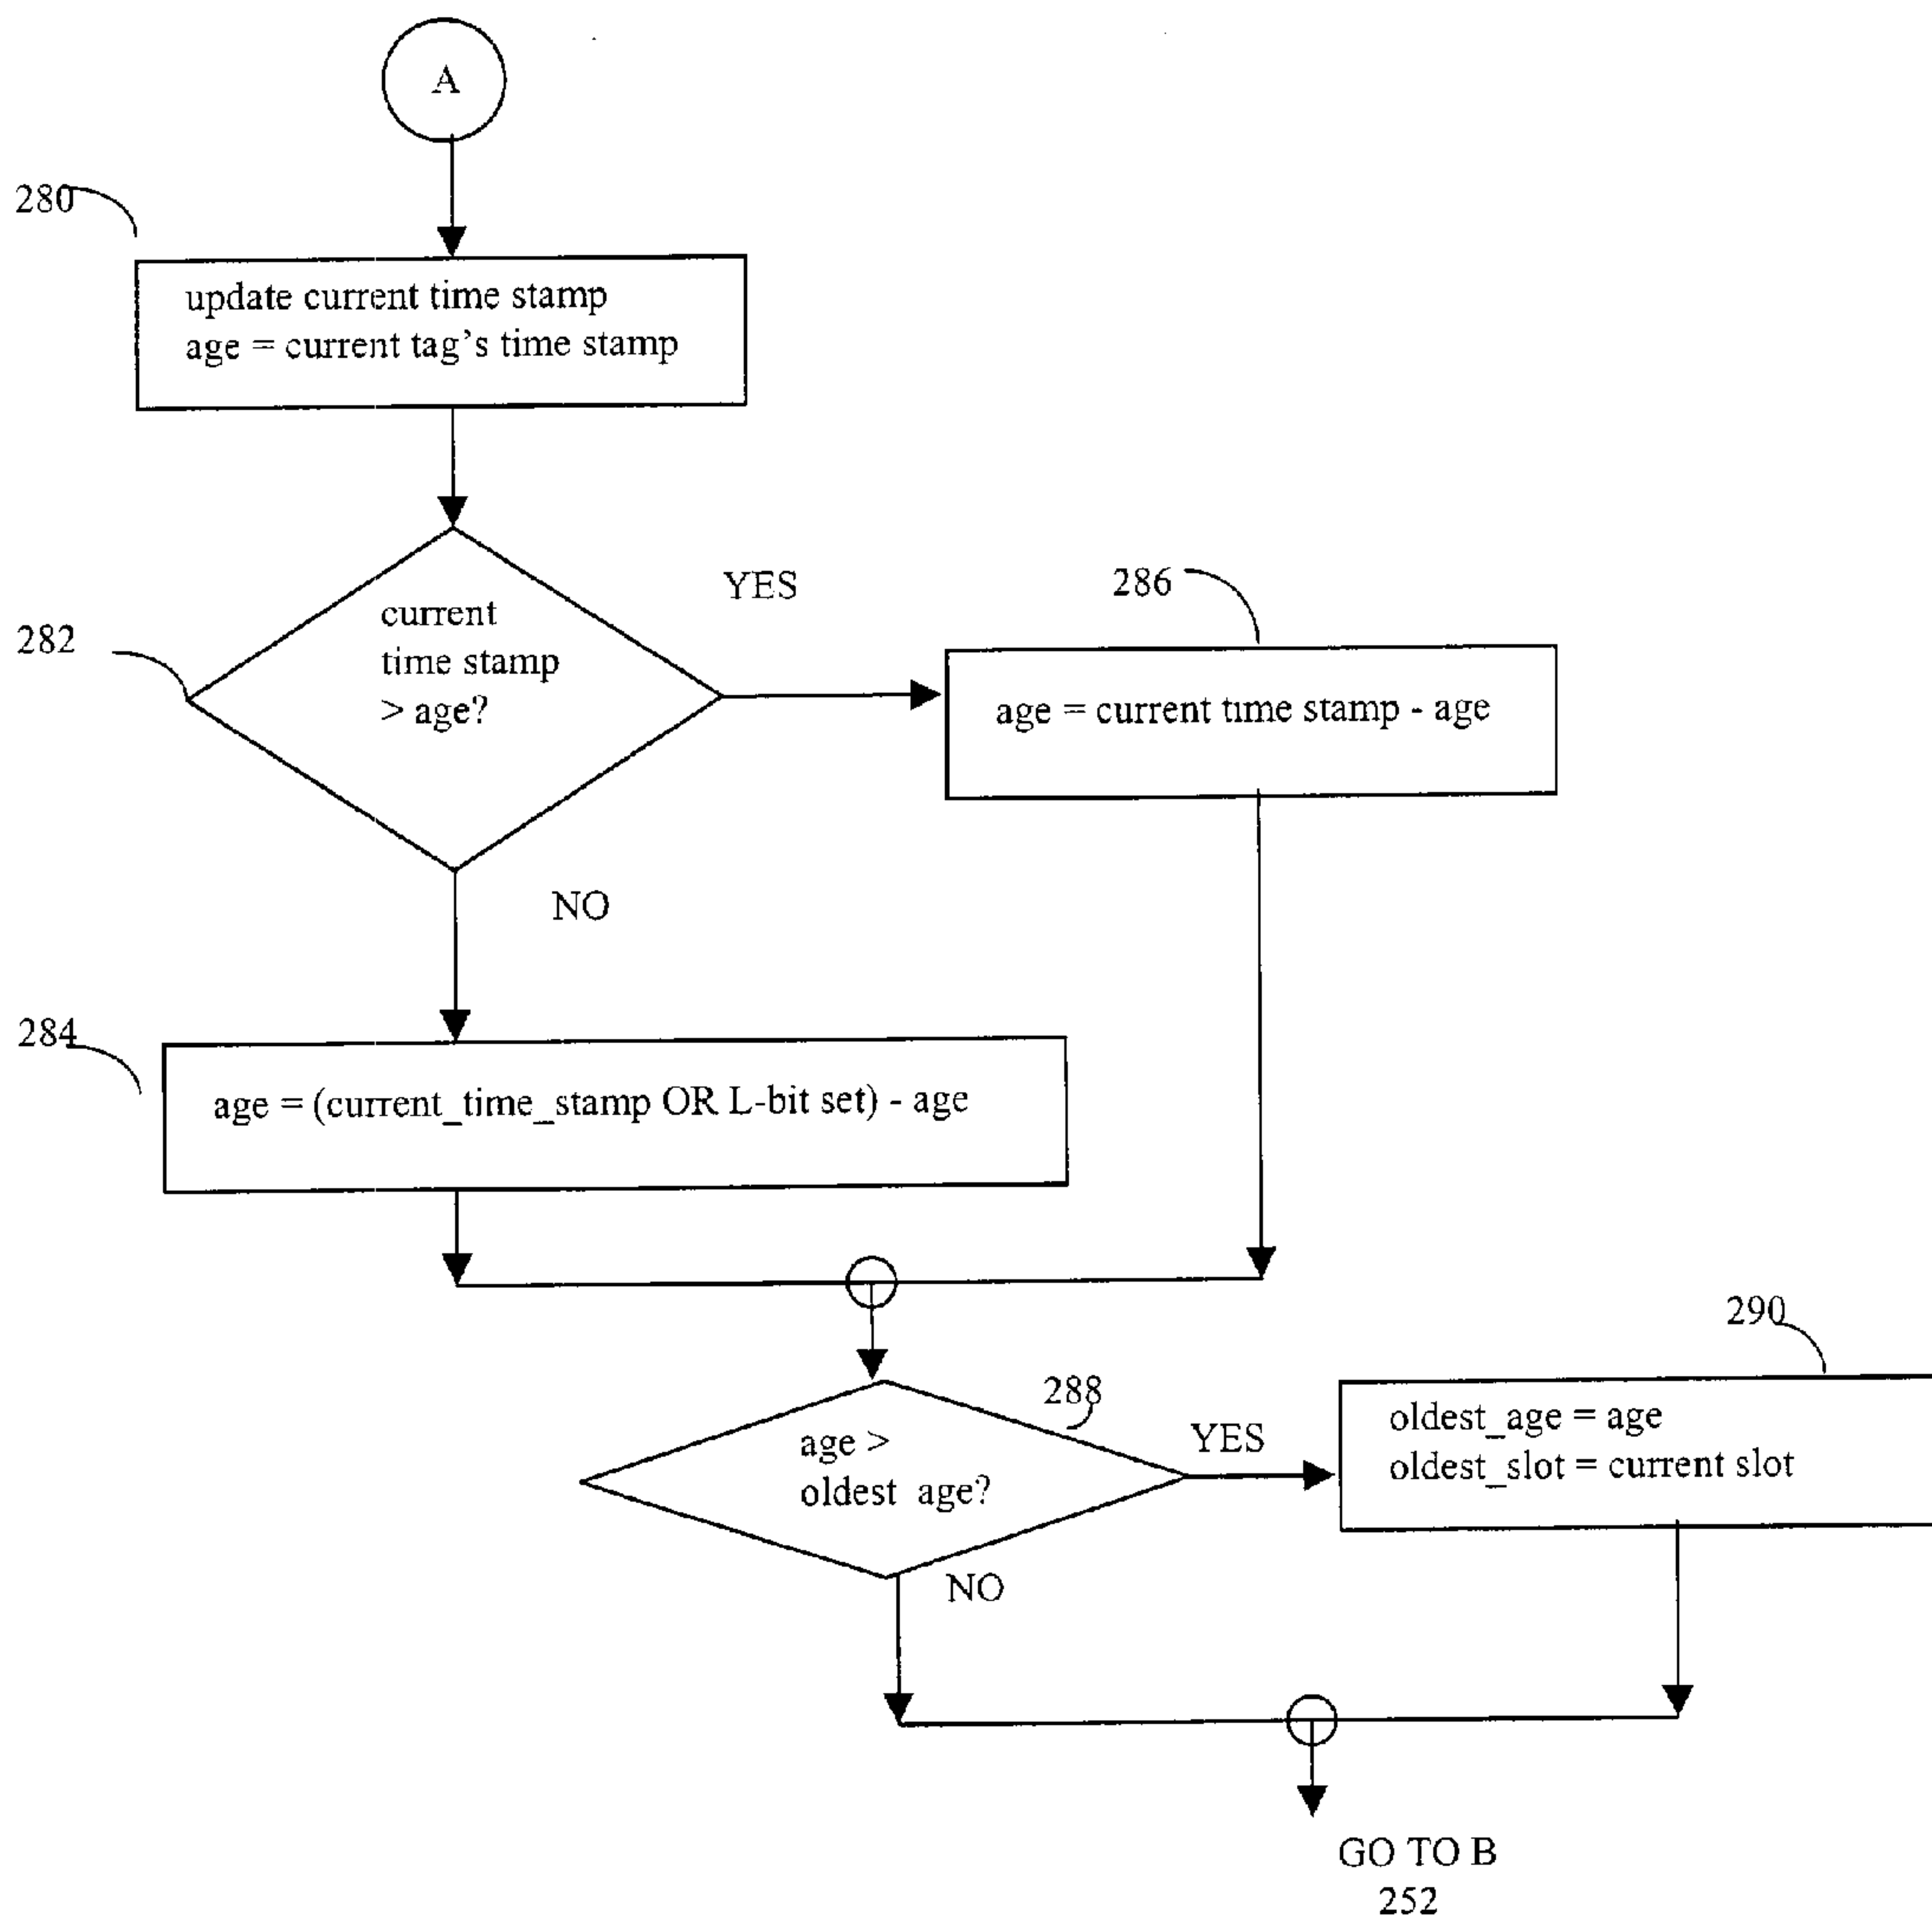 A
280
update current time stamp
age = current tag's time stamp
282
current
time stamp
> age?
YES
286
age = current time stamp - age
NO
284
age = (current_time_stamp OR L-bit set) - age
288
age >
oldest age?
YES
290
oldest_age = age
oldest_slot = current slot
NO
GO TO B
252